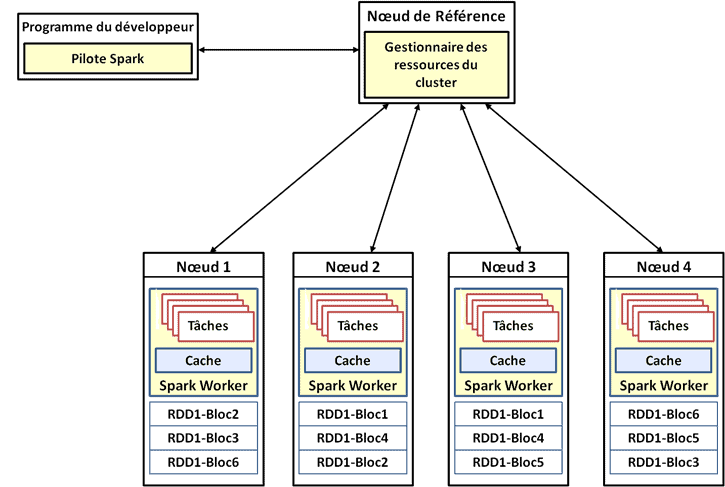 Programme du développeur
Pilote Spark
Nœud de Référence
Gestionnaire des
ressources du
cluster
Nœud 1
Tâches
Cache
Spark Worker
RDD1-Bloc2
RDD1-Bloc3
RDD1-Bloc6
Nœud 2
Tâches
Cache
Spark Worker
RDD1-Bloc1
RDD1-Bloc4
RDD1-Bloc2
Nœud 3
Tâches
Cache
Spark Worker
RDD1-Bloc1
RDD1-Bloc4
RDD1-Bloc5
Nœud 4
Tâches
Cache
Spark Worker
RDD1-Bloc6
RDD1-Bloc5
RDD1-Bloc3